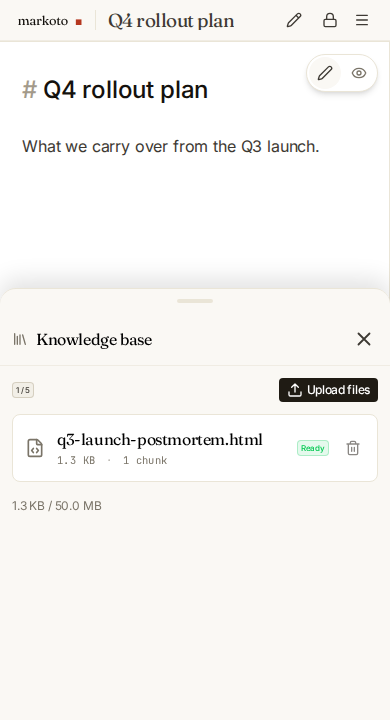 markoto
Q4 rollout plan
# Q4 rollout plan
What we carry over from the Q3 launch.
Knowledge base
1/5
Upload files
q3-launch-postmortem.html
1.3 KB · 1 chunk
Ready
1.3 KB / 50.0 MB